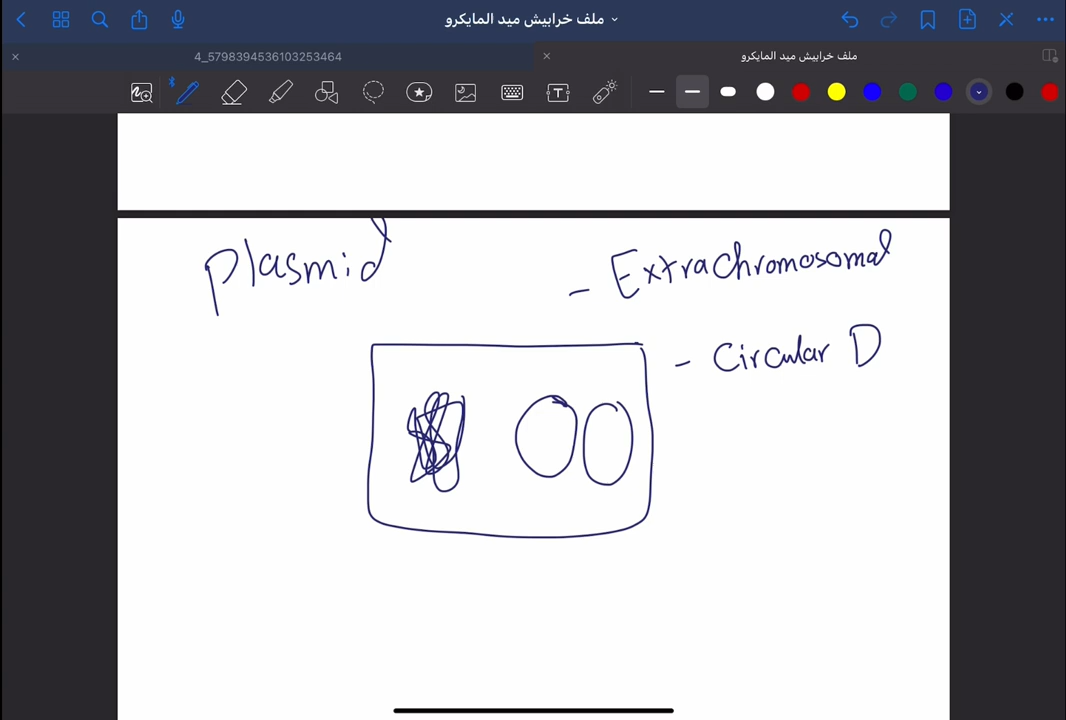 ملف خرابيش ميد المايكرو
4_5798394536103253464
ملف خرابيش ميد المايكرو
T
Plasmid
- Extrachromosomal
- Circular D